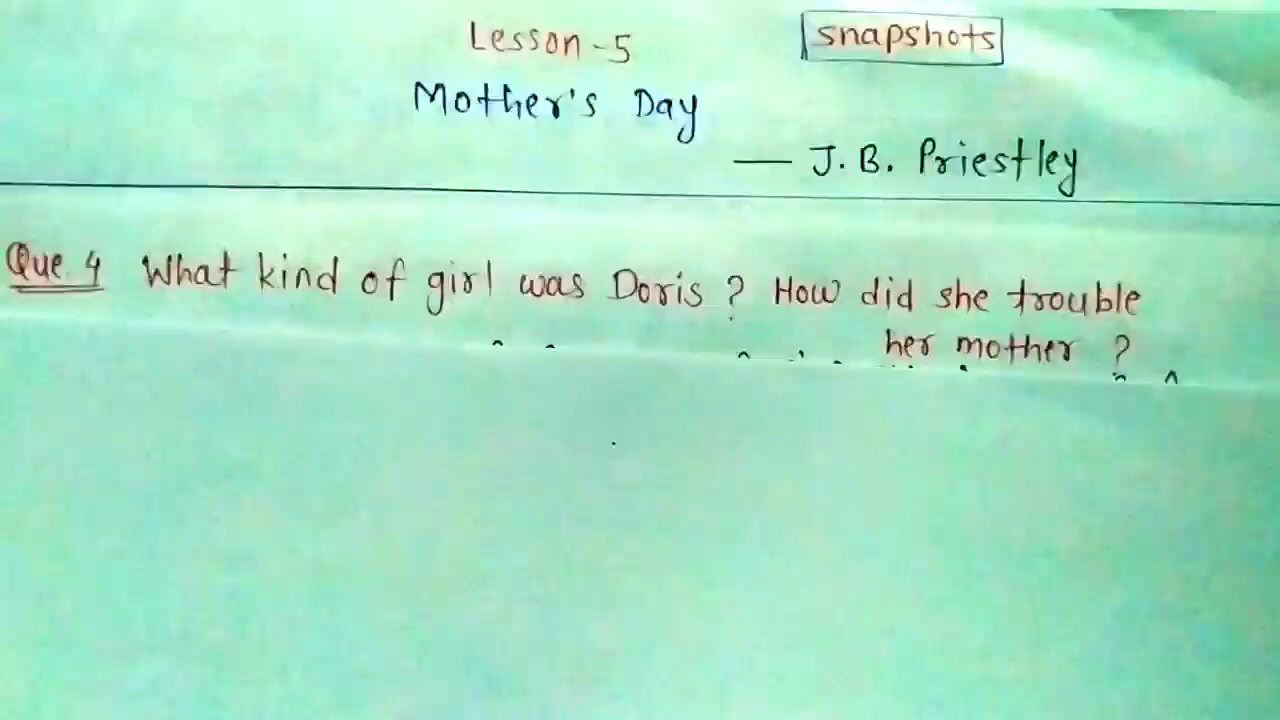 Lesson - 5
snapshots
Mother's Day
— J. B. Priestley
Que. 4 What kind of girl was Doris ? How did she trouble
her mother ?